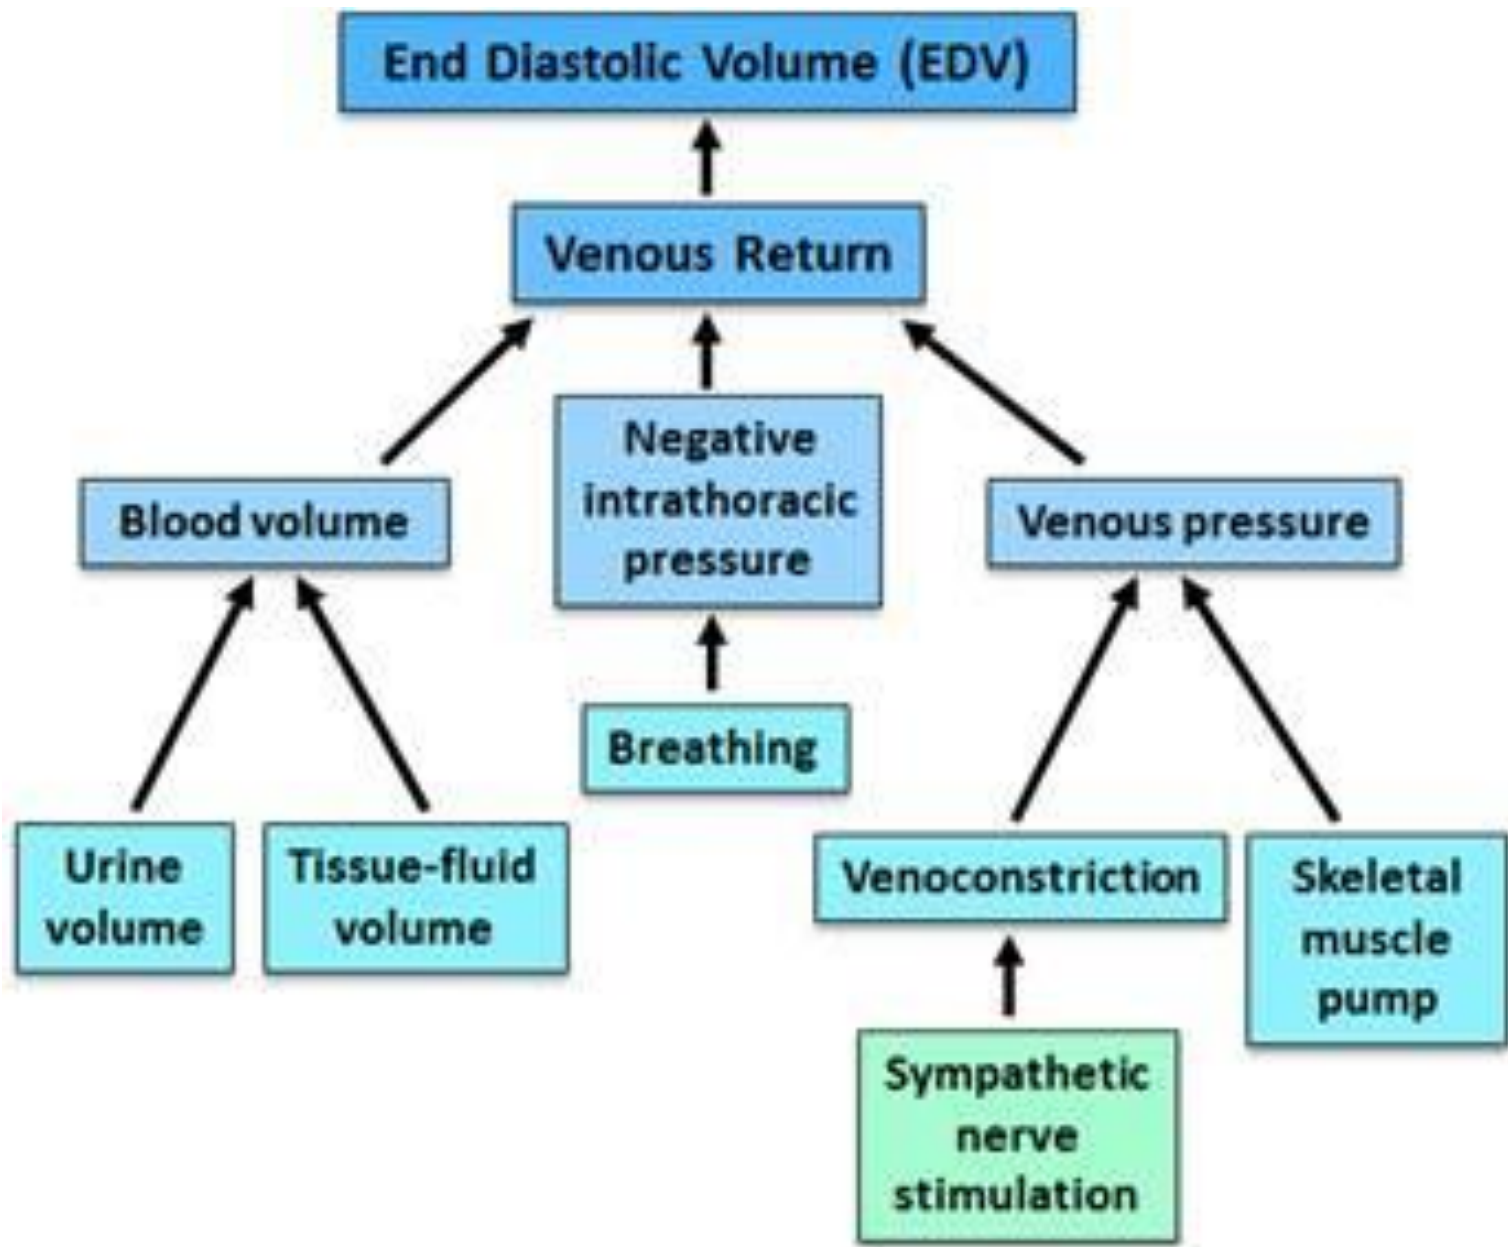 End Diastolic Volume (EDV)
Venous Return
Negative
intrathoracic
pressure
Blood volume
Venous pressure
Breathing
Urine
volume
Tissue-fluid
volume
Venoconstriction
Skeletal
muscle
pump
Sympathetic
nerve
stimulation